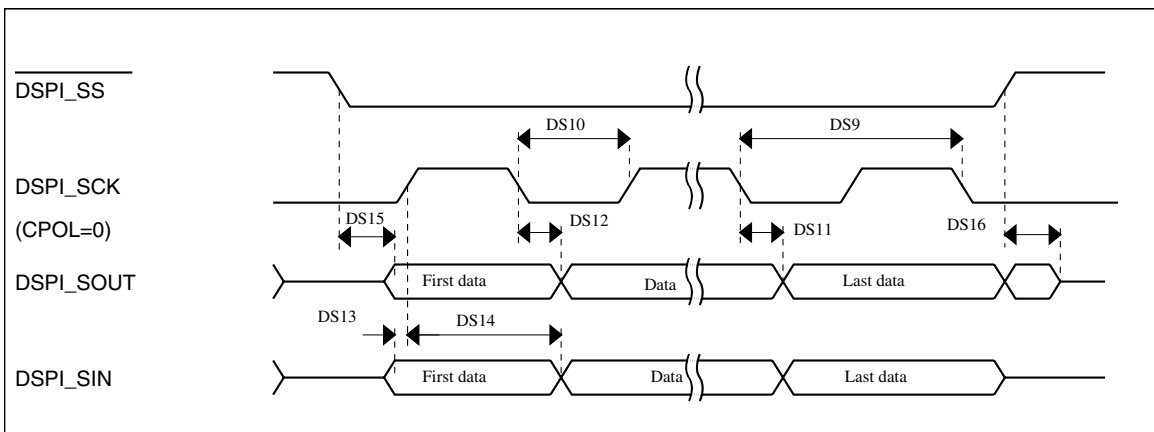 DSPI_SS
DS10
DS9
DSPI_SCK
DS15
DS12
DS11
DS16
(CPOL=0)
DSPI_SOUT
First data
Data
Last data
DS13
DS14
DSPI_SIN
First data
Data
Last data